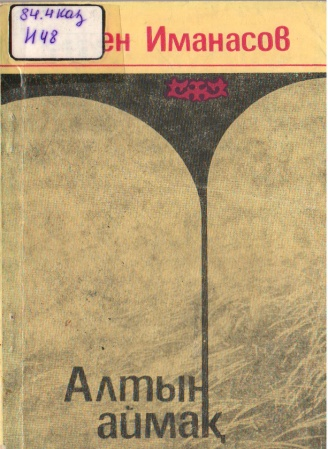 84.4каз
И48
ен Иманасов
Алтын
аймақ